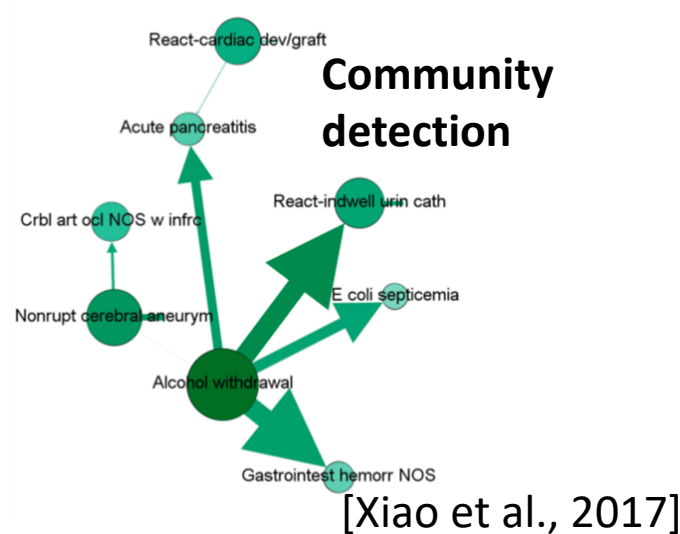 React-cardiac dev/graft
Community
detection
Acute pancreatitis
React-indwell urin cath
Crbl art ocl NOS w infrc
E coli septicemia
Nonrupt cerebral aneurym
Alcohol withdrawal
Gastrointest hemorr NOS
[Xiao et al., 2017]